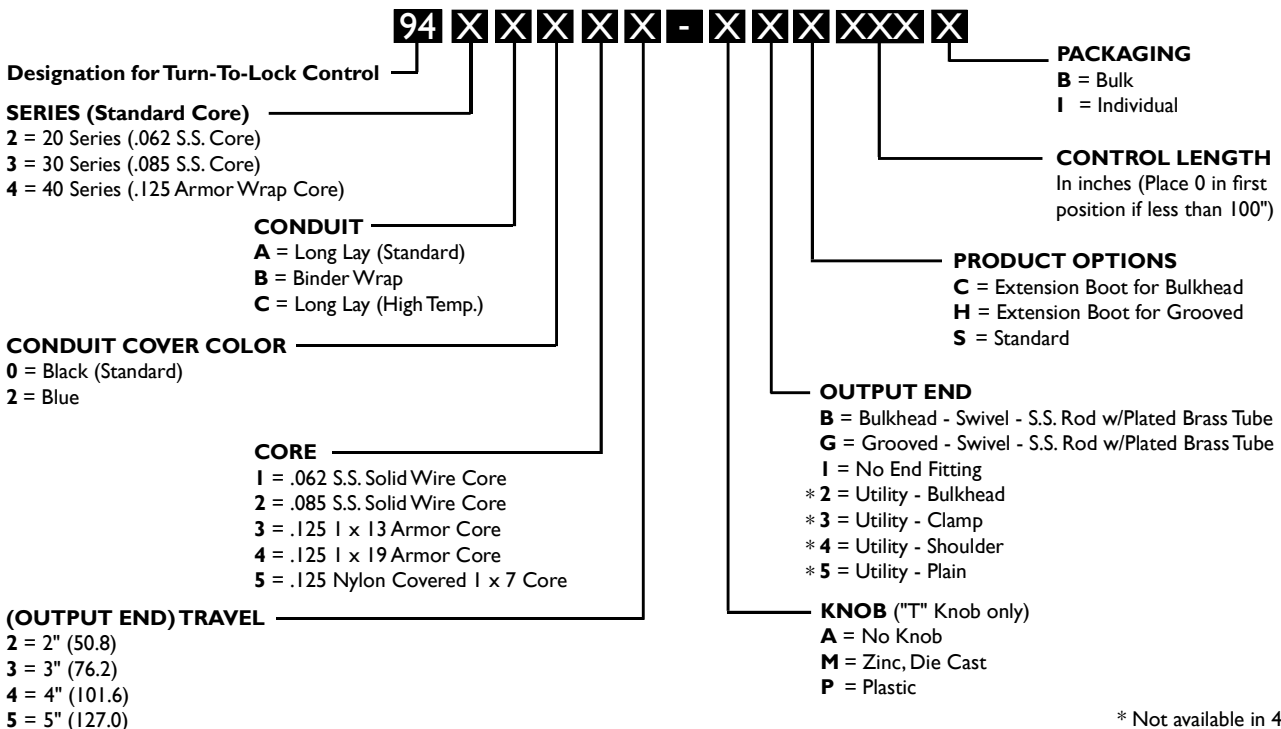 94 X X X X X - X X X XXX X
Designation for Turn-To-Lock Control
SERIES (Standard Core)
2 = 20 Series (.062 S.S. Core)
3 = 30 Series (.085 S.S. Core)
4 = 40 Series (.125 Armor Wrap Core)
CONDUIT
A = Long Lay (Standard)
B = Binder Wrap
C = Long Lay (High Temp.)
CONDUIT COVER COLOR
0 = Black (Standard)
2 = Blue
CORE
1 = .062 S.S. Solid Wire Core
2 = .085 S.S. Solid Wire Core
3 = .125 1 x 13 Armor Core
4 = .125 1 x 19 Armor Core
5 = .125 Nylon Covered 1 x 7 Core
(OUTPUT END) TRAVEL
2 = 2" (50.8)
3 = 3" (76.2)
4 = 4" (101.6)
5 = 5" (127.0)
PACKAGING
B = Bulk
I = Individual
CONTROL LENGTH
In inches (Place 0 in first
position if less than 100")
PRODUCT OPTIONS
C = Extension Boot for Bulkhead
H = Extension Boot for Grooved
S = Standard
OUTPUT END
B = Bulkhead - Swivel - S.S. Rod w/Plated Brass Tube
G = Grooved - Swivel - S.S. Rod w/Plated Brass Tube
1 = No End Fitting
* 2 = Utility - Bulkhead
* 3 = Utility - Clamp
* 4 = Utility - Shoulder
* 5 = Utility - Plain
KNOB ("T" Knob only)
A = No Knob
M = Zinc, Die Cast
P = Plastic
* Not available in 4